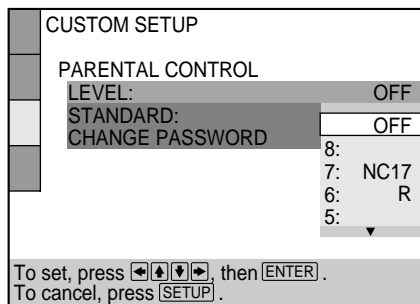 CUSTOM SETUP
PARENTAL CONTROL
LEVEL: OFF
STANDARD:
CHANGE PASSWORD
OFF
8:
7: NC17
6: R
5:
To set, press , then ENTER .
To cancel, press SETUP .